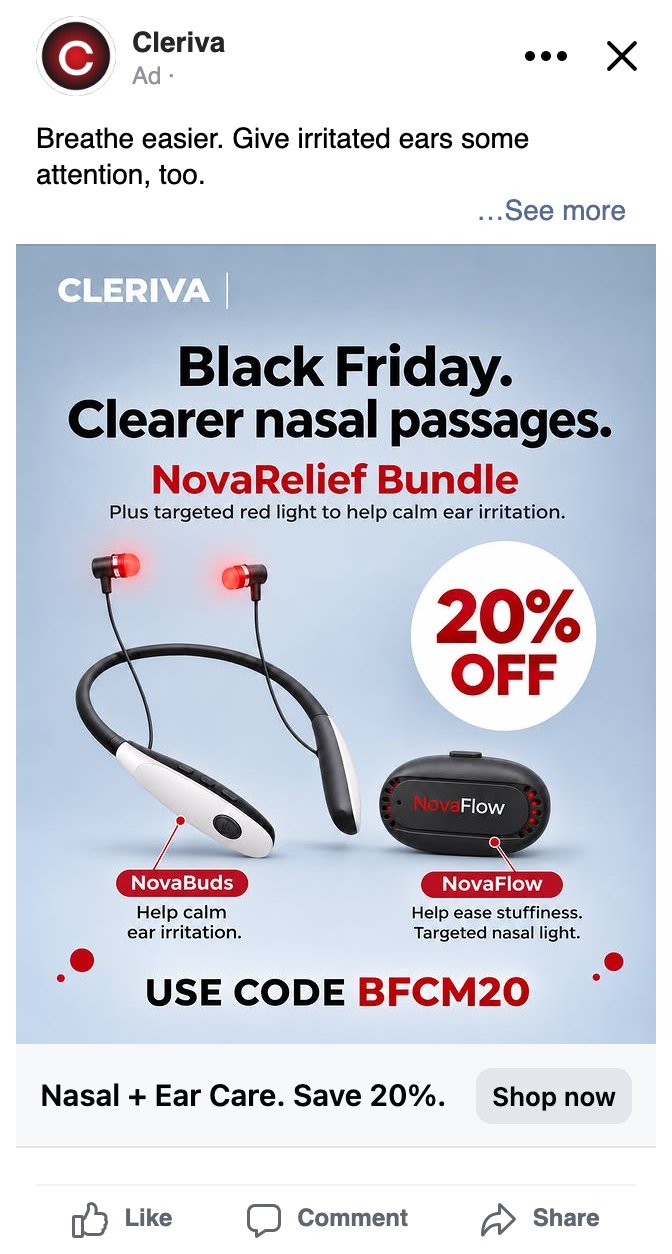 C
Cleriva
Ad ·
Breathe easier. Give irritated ears some
attention, too.
...See more
CLERIVA
Black Friday.
Clearer nasal passages.
NovaRelief Bundle
Plus targeted red light to help calm ear irritation.
20%
OFF
NovaFlow
NovaBuds
Help calm
ear irritation.
NovaFlow
Help ease stuffiness.
Targeted nasal light.
USE CODE BFCM20
Nasal + Ear Care. Save 20%.
Shop now
Like
Comment
Share